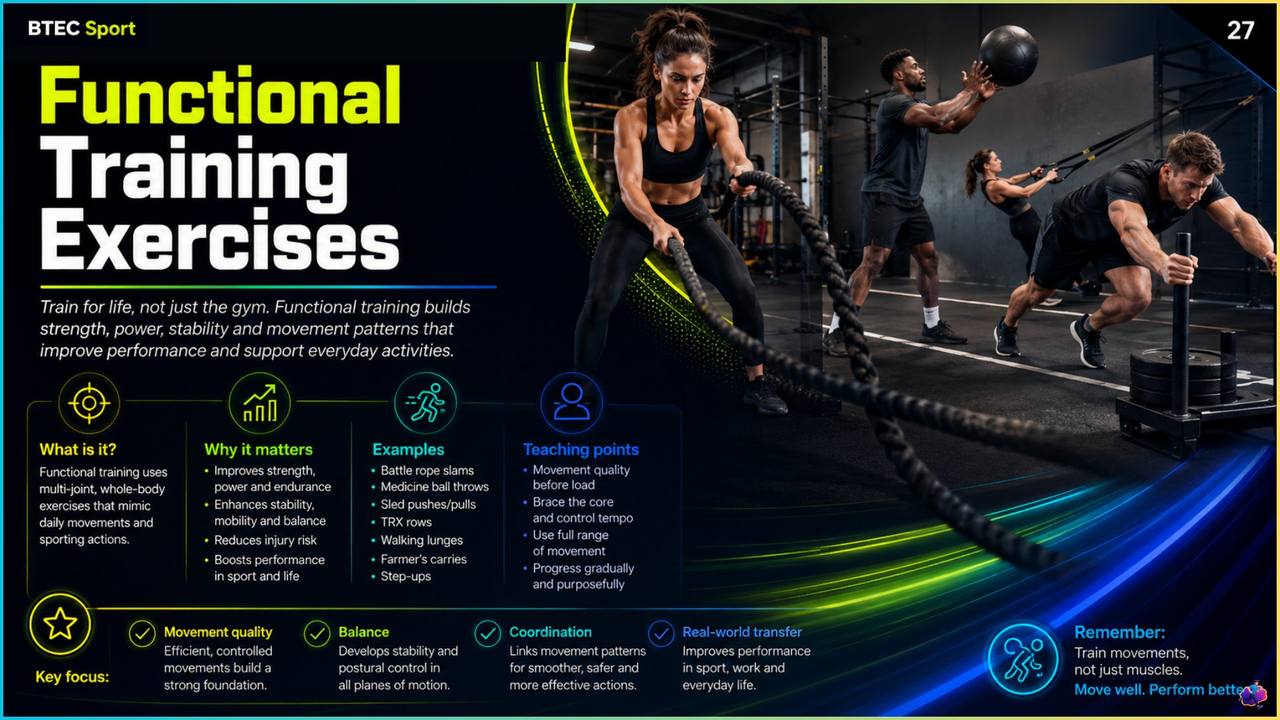 BTEC Sport
27
Functional
Training
Exercises
Train for life, not just the gym. Functional training builds
strength, power, stability and movement patterns that
improve performance and support everyday activities.
What is it?
Functional training uses
multi-joint, whole-body
exercises that mimic
daily movements and
sporting actions.
Why it matters
• Improves strength,
power and endurance
• Enhances stability,
mobility and balance
• Reduces injury risk
• Boosts performance
in sport and life
Examples
• Battle rope slams
• Medicine ball throws
• Sled pushes/pulls
• TRX rows
• Walking lunges
• Farmer's carries
• Step-ups
Teaching points
• Movement quality
before load
• Brace the core
and control tempo
• Use full range
of movement
• Progress gradually
and purposefully
Key focus:
Movement quality
Efficient, controlled
movements build a
strong foundation.
Balance
Develops stability and
postural control in
all planes of motion.
Coordination
Links movement patterns
for smoother, safer and
more effective actions.
Real-world transfer
Improves performance
in sport, work and
everyday life.
Remember:
Train movements,
not just muscles.
Move well. Perform